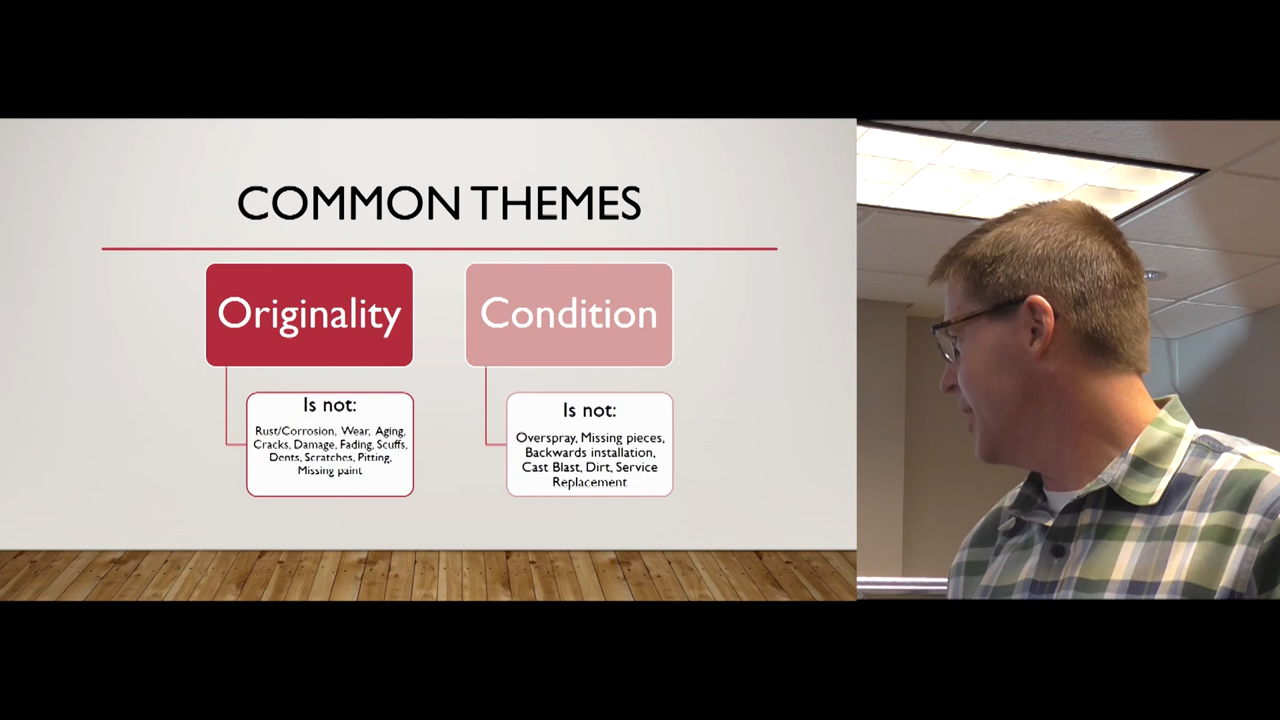 COMMON THEMES
Originality
Is not:
Rust/Corrosion, Wear, Aging,
Cracks, Damage, Fading, Scuffs,
Dents, Scratches, Pitting,
Missing paint
Condition
Is not:
Overspray, Missing pieces,
Backwards installation,
Cast Blast, Dirt, Service
Replacement